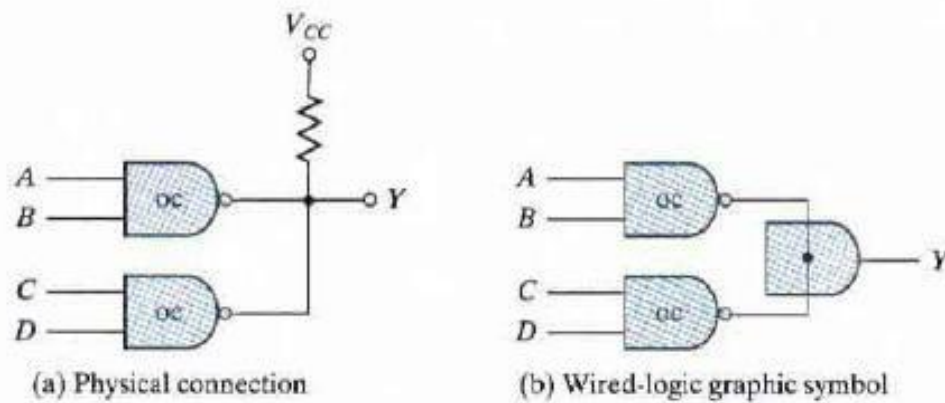 V_CC
A
B
OC
Y
C
D
OC
(a) Physical connection
A
B
OC
C
D
OC
Y
(b) Wired-logic graphic symbol